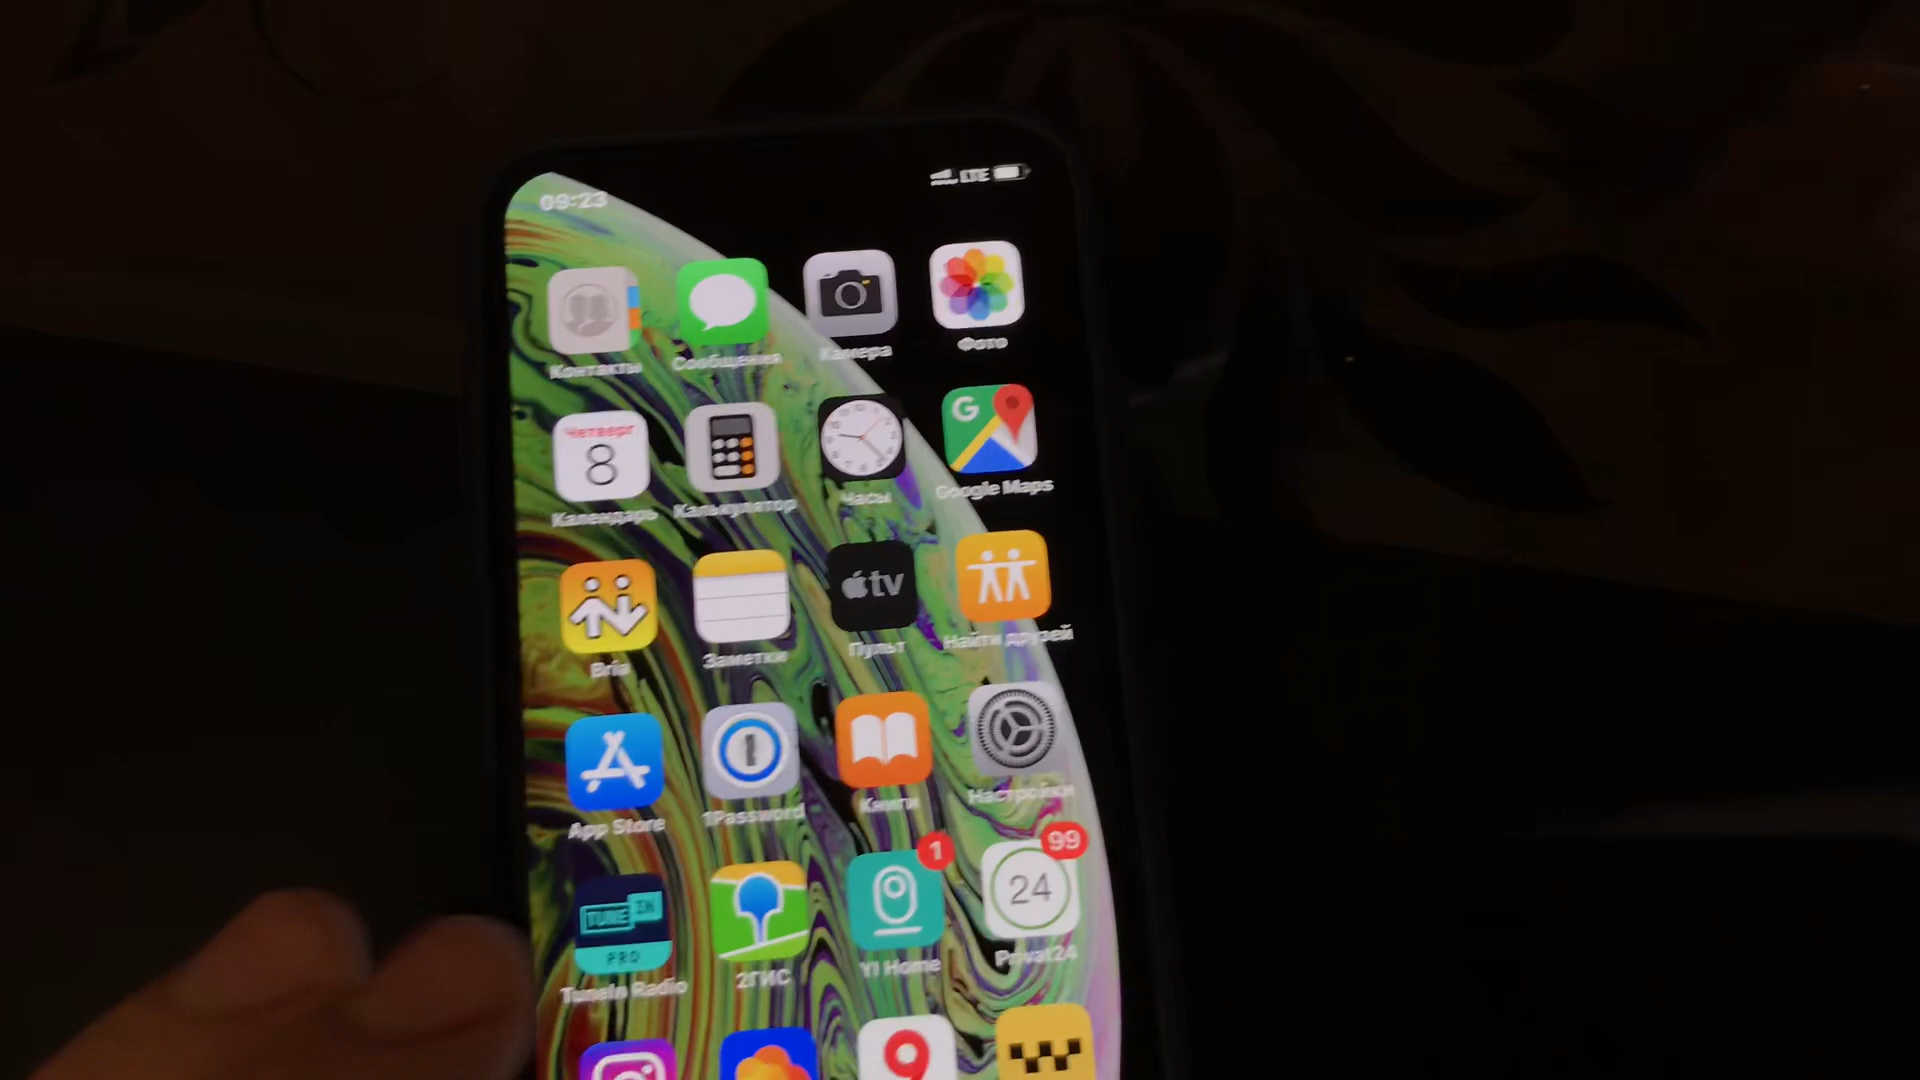 09:23 LTE
Контакты Сообщения Камера Фото
Четверг
8
G
Календарь Калькулятор Часы Google Maps
tv
Bria Заметки Пульт Найти друзей
App Store 1Password Книги Настройки
1 99
TUNE IN
PRO
24
TuneIn Radio 2ГИС YI Home Privat24